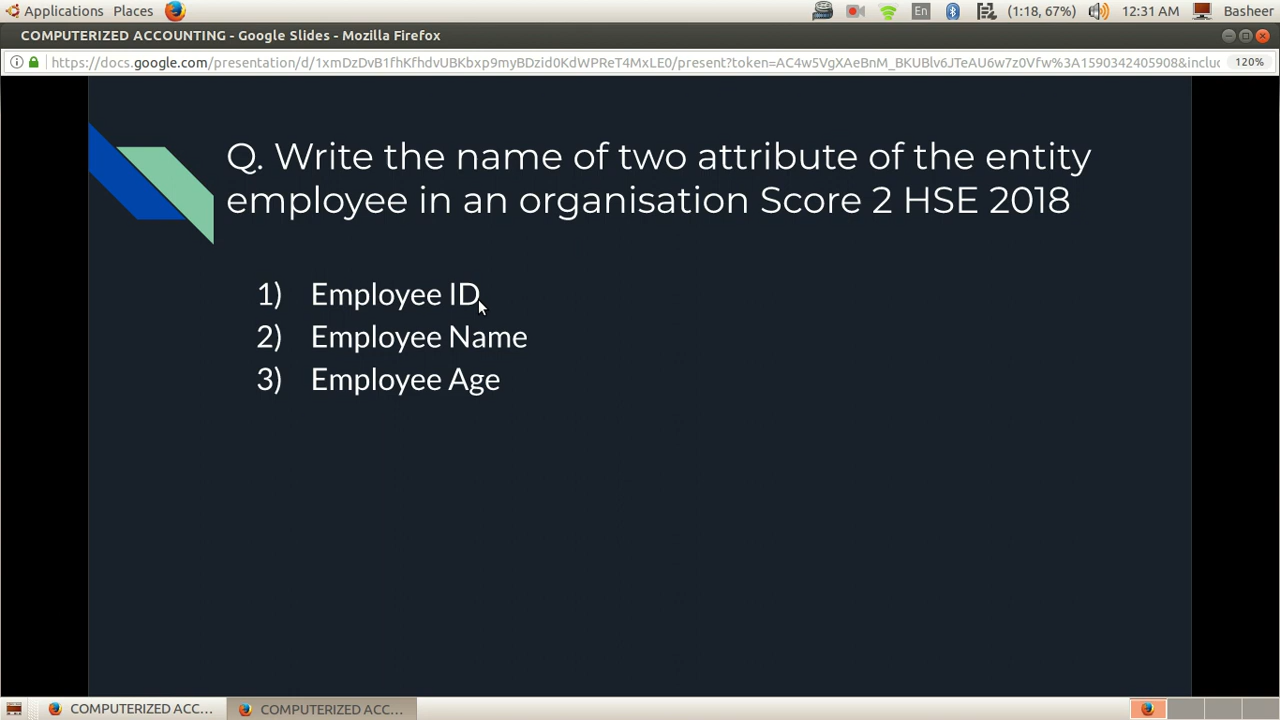 Applications Places En (1:18, 67%) 12:31 AM Basheer
COMPUTERIZED ACCOUNTING - Google Slides - Mozilla Firefox
https://docs.google.com/presentation/d/1xmDzDvB1fhKfhdvUBKbxp9myBDzid0KdWPReT4MxLE0/present?token=AC4w5VgXAeBnM_BKUBlv6JTeAU6w7z0Vfw%3A1590342405908&includ 120%
Q. Write the name of two attribute of the entity
employee in an organisation Score 2 HSE 2018
1) Employee ID
2) Employee Name
3) Employee Age
COMPUTERIZED ACC... COMPUTERIZED ACC...